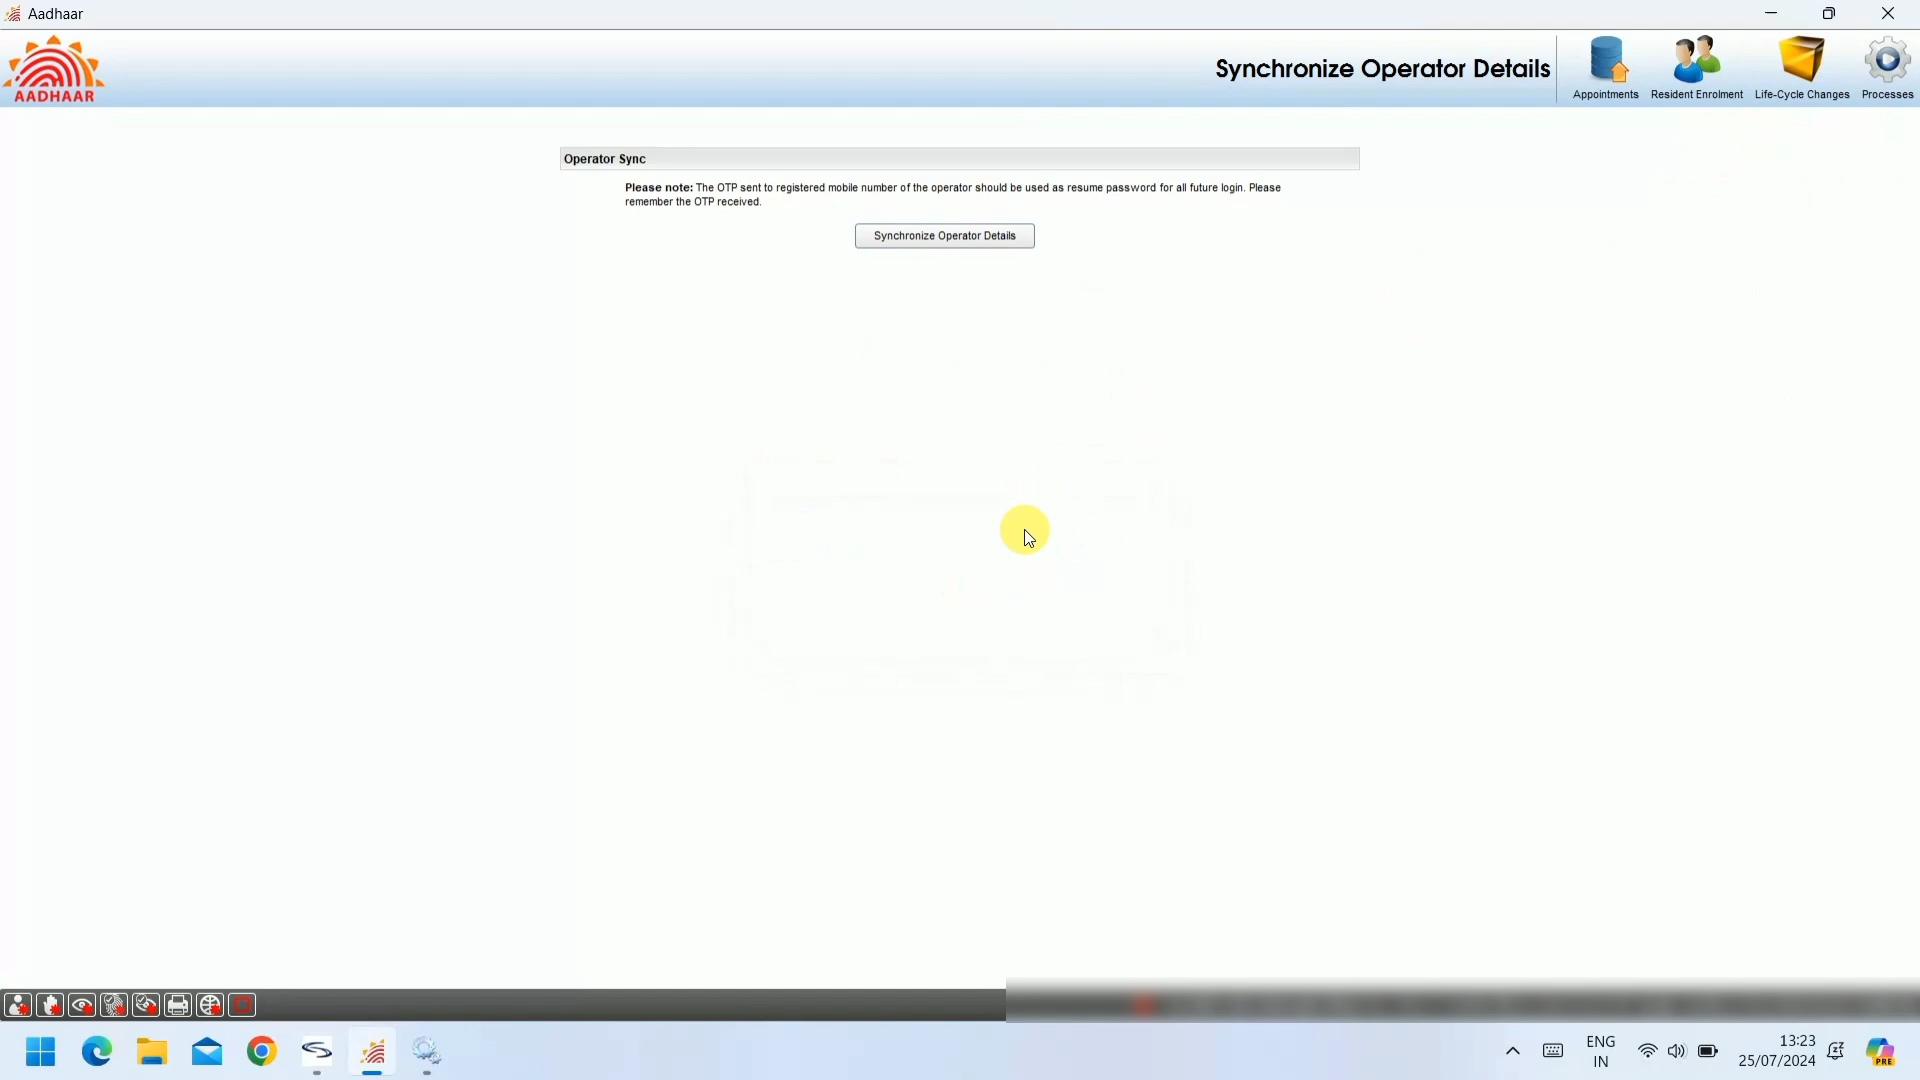 Aadhaar
AADHAAR
Synchronize Operator Details
Appointments
Resident Enrolment
Life-Cycle Changes
Processes
Operator Sync
Please note: The OTP sent to registered mobile number of the operator should be used as resume password for all future login. Please
remember the OTP received.
Synchronize Operator Details
ENG
IN
13:23
25/07/2024
PRE